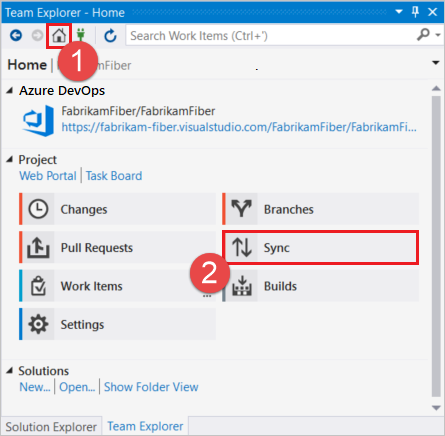 Team Explorer - Home
Search Work Items (Ctrl+')
1
Home | FabrikamFiber
Azure DevOps
FabrikamFiber/FabrikamFiber
https://fabrikam-fiber.visualstudio.com/FabrikamFiber/FabrikamFi...
Project
Web Portal | Task Board
Changes
Branches
Pull Requests
Sync
2
Work Items
Builds
Settings
Solutions
New... | Open... | Show Folder View
Solution Explorer
Team Explorer